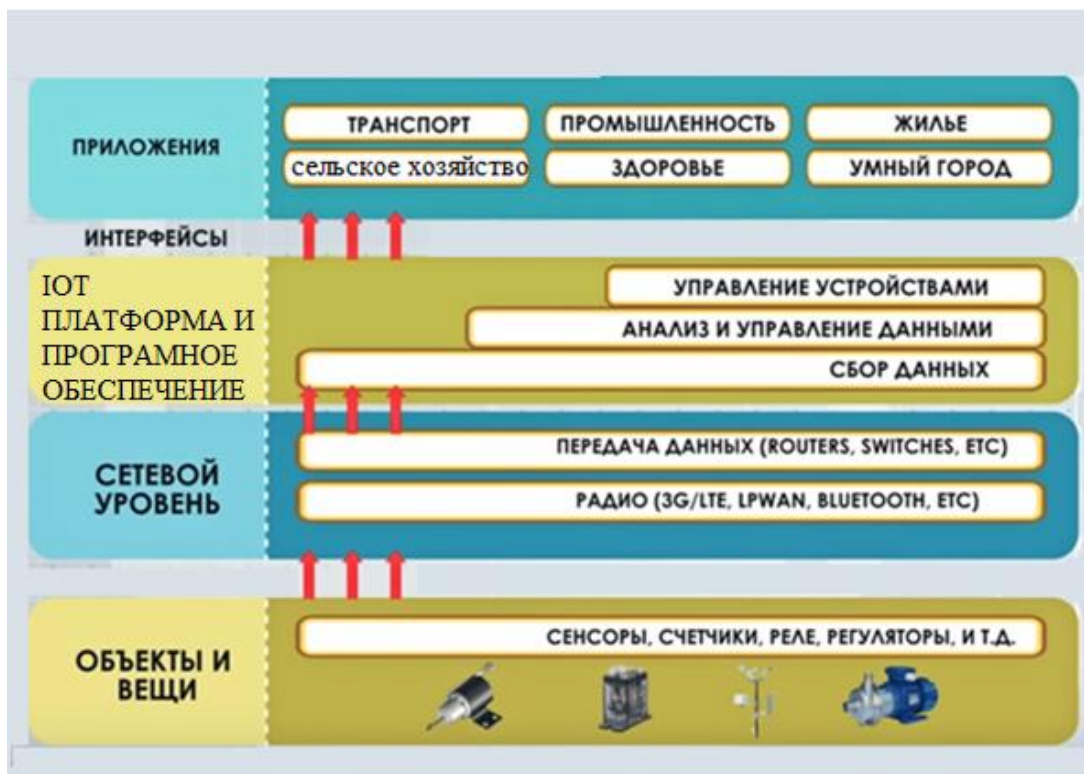 ПРИЛОЖЕНИЯ
ТРАНСПОРТ
ПРОМЫШЛЕННОСТЬ
ЖИЛЬЕ
сельское хозяйство
ЗДОРОВЬЕ
УМНЫЙ ГОРОД
ИНТЕРФЕЙСЫ
IOT
ПЛАТФОРМА И
ПРОГРАМНОЕ
ОБЕСПЕЧЕНИЕ
УПРАВЛЕНИЕ УСТРОЙСТВАМИ
АНАЛИЗ И УПРАВЛЕНИЕ ДАННЫМИ
СБОР ДАННЫХ
СЕТЕВОЙ
УРОВЕНЬ
ПЕРЕДАЧА ДАННЫХ (ROUTERS, SWITCHES, ETC)
РАДИО (3G/LTE, LPWAN, BLUETOOTH, ETC)
ОБЪЕКТЫ И
ВЕЩИ
СЕНСОРЫ, СЧЕТЧИКИ, РЕЛЕ, РЕГУЛЯТОРЫ, И Т.Д.